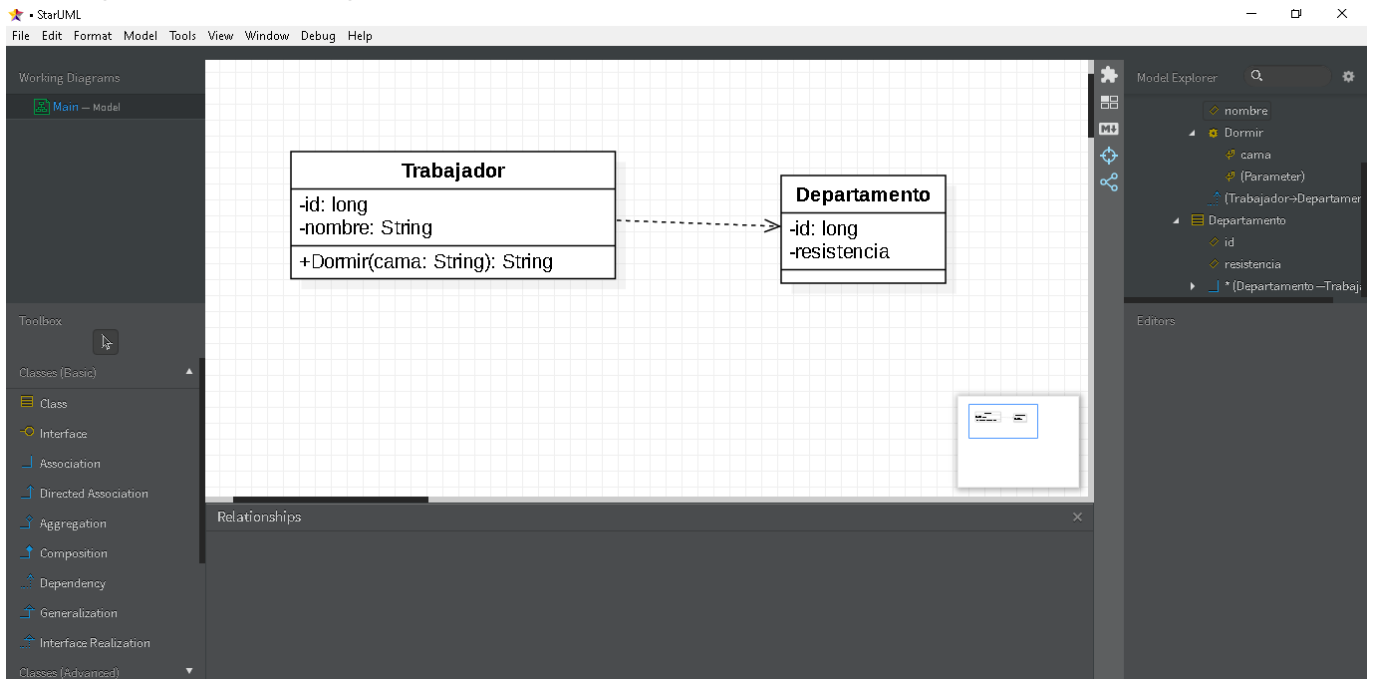 StarUML
File Edit Format Model Tools View Window Debug Help
Working Diagrams
Main — Model
Toolbox
Classes (Basic)
Class
Interface
Association
Directed Association
Aggregation
Composition
Dependency
Generalization
Interface Realization
Classes (Advanced)
Trabajador
-id: long
-nombre: String
+Dormir(cama: String): String
Departamento
-id: long
-resistencia
Relationships
M
Model Explorer
nombre
Dormir
cama
(Parameter)
(Trabajador→Departamer
Departamento
id
resistencia
* (Departamento—Trabaja
Editors